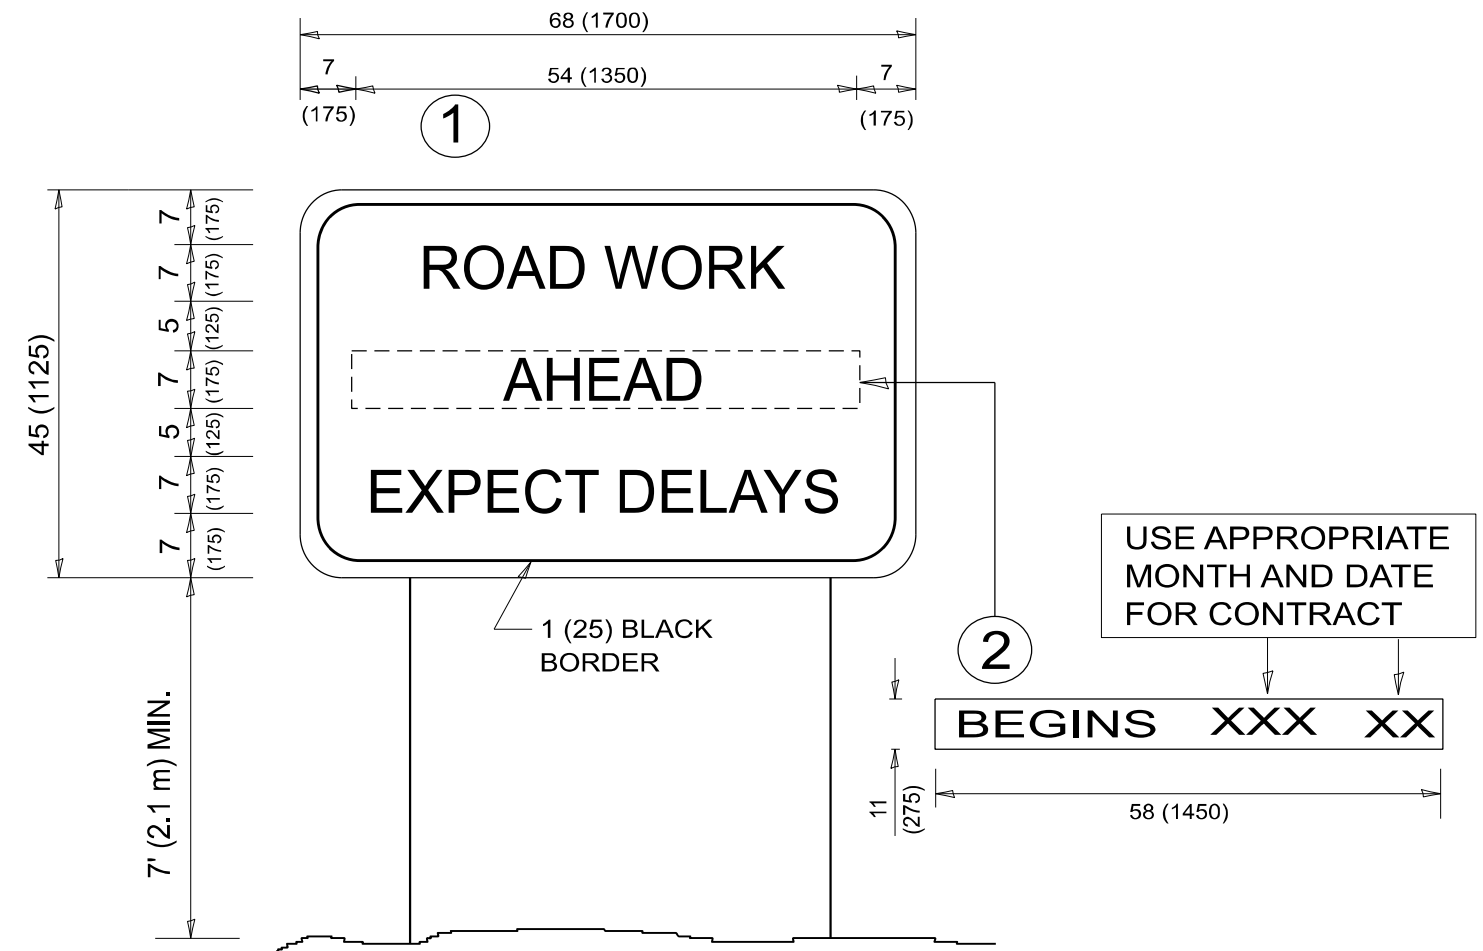 68 (1700)
7
54 (1350)
7
(175)
(175)
1
7
(175)
7
(175)
5
(125)
7
(175)
5
(125)
7
(175)
7
(175)
45 (1125)
ROAD WORK
AHEAD
EXPECT DELAYS
1 (25) BLACK
BORDER
7' (2.1 m) MIN.
USE APPROPRIATE
MONTH AND DATE
FOR CONTRACT
2
BEGINS XXX XX
11
(275)
58 (1450)